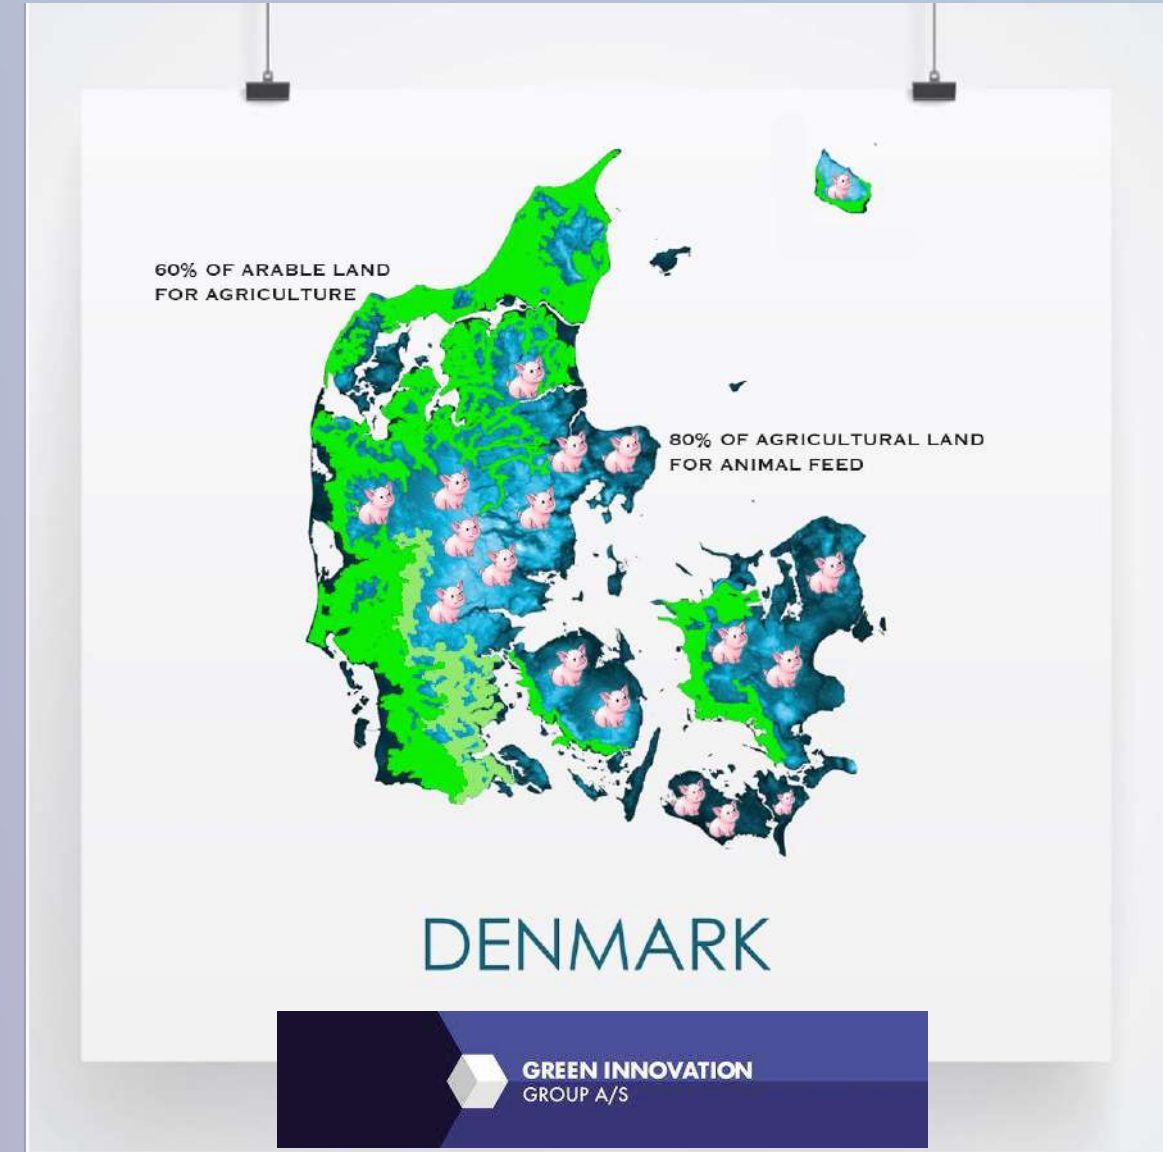 60% OF ARABLE LAND
FOR AGRICULTURE
80% OF AGRICULTURAL LAND
FOR ANIMAL FEED
DENMARK
GREEN INNOVATION
GROUP A/S